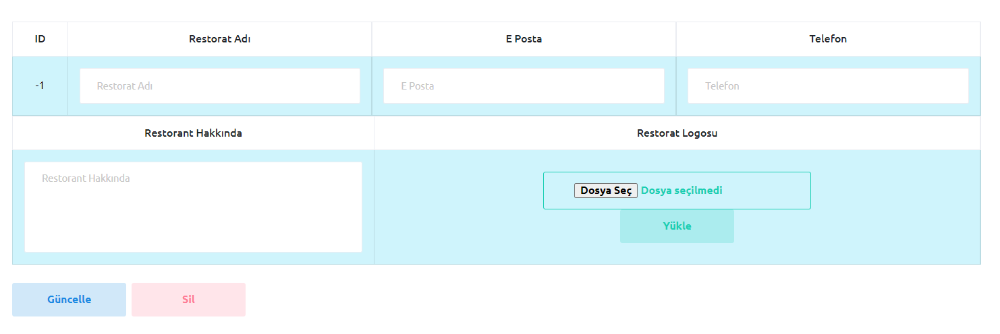 ID Restorat Adı E Posta Telefon
-1 Restorat Adı E Posta Telefon
Restorant Hakkında Restorat Logosu
Restorant Hakkında
Dosya Seç Dosya seçilmedi
Yükle
Güncelle Sil